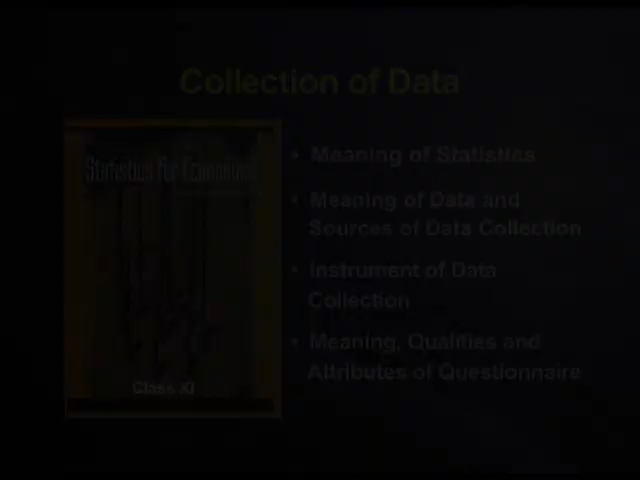 Collection of Data
Statistics for Economics
Class XI
• Meaning of Statistics
• Meaning of Data and
Sources of Data Collection
• Instrument of Data
Collection
• Meaning, Qualities and
Attributes of Questionnaire